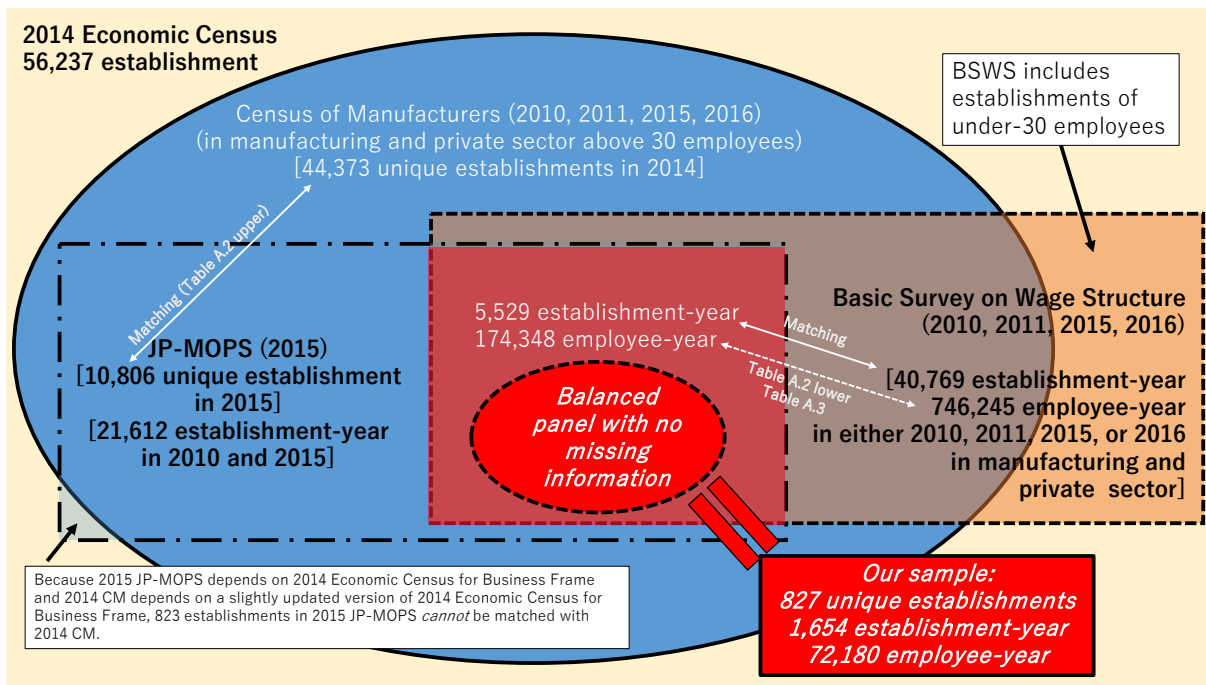 2014 Economic Census
56,237 establishment
Census of Manufacturers (2010, 2011, 2015, 2016)
(in manufacturing and private sector above 30 employees)
[44,373 unique establishments in 2014]
BSWS includes
establishments of
under-30 employees
Matching (Table A.2 upper)
JP-MOPS (2015)
[10,806 unique establishment
in 2015]
[21,612 establishment-year
in 2010 and 2015]
5,529 establishment-year
174,348 employee-year
Matching
Table A.2 lower
Table A.3
Basic Survey on Wage Structure
(2010, 2011, 2015, 2016)
[40,769 establishment-year
746,245 employee-year
in either 2010, 2011, 2015, or 2016
in manufacturing and
private sector]
Balanced
panel with no
missing
information
Because 2015 JP-MOPS depends on 2014 Economic Census for Business Frame
and 2014 CM depends on a slightly updated version of 2014 Economic Census for
Business Frame, 823 establishments in 2015 JP-MOPS cannot be matched with
2014 CM.
Our sample:
827 unique establishments
1,654 establishment-year
72,180 employee-year